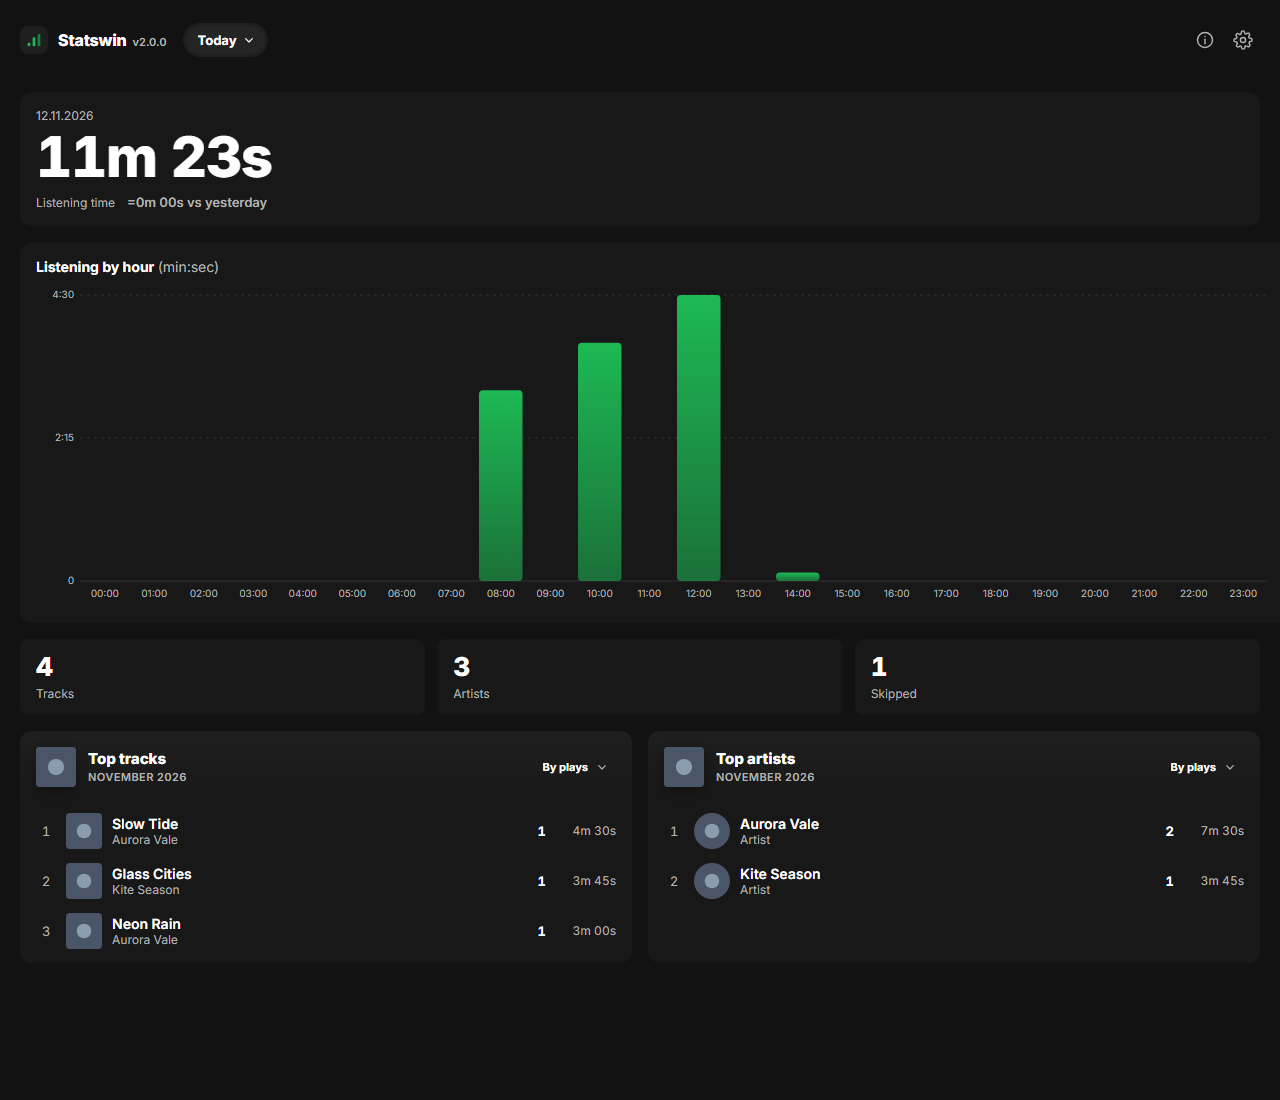 Statswin v2.0.0 Today
12.11.2026
11m 23s
Listening time =0m 00s vs yesterday
Listening by hour (min:sec)
4:30
2:15
0
00:00 01:00 02:00 03:00 04:00 05:00 06:00 07:00 08:00 09:00 10:00 11:00 12:00 13:00 14:00 15:00 16:00 17:00 18:00 19:00 20:00 21:00 22:00 23:00
4
Tracks
3
Artists
1
Skipped
Top tracks
NOVEMBER 2026
By plays
1 Slow Tide 1 4m 30s
Aurora Vale
2 Glass Cities 1 3m 45s
Kite Season
3 Neon Rain 1 3m 00s
Aurora Vale
Top artists
NOVEMBER 2026
By plays
1 Aurora Vale 2 7m 30s
Artist
2 Kite Season 1 3m 45s
Artist